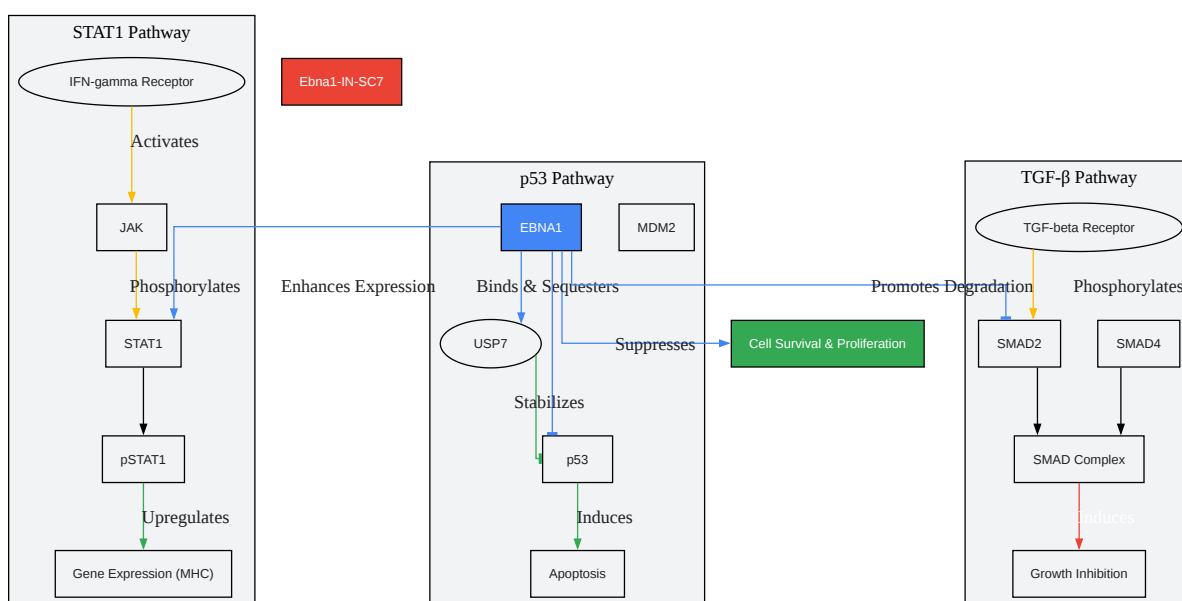 STAT1 Pathway
IFN-gamma Receptor
Ebna1-IN-SC7
Activates
p53 Pathway
TGF-β Pathway
JAK
EBNA1
MDM2
TGF-beta Receptor
Phosphorylates
Enhances Expression
Binds & Sequesters
Promotes Degradation
Phosphorylates
STAT1
USP7
Suppresses
Cell Survival & Proliferation
SMAD2
SMAD4
Stabilizes
pSTAT1
p53
SMAD Complex
Upregulates
Induces
Induces
Gene Expression (MHC)
Apoptosis
Growth Inhibition